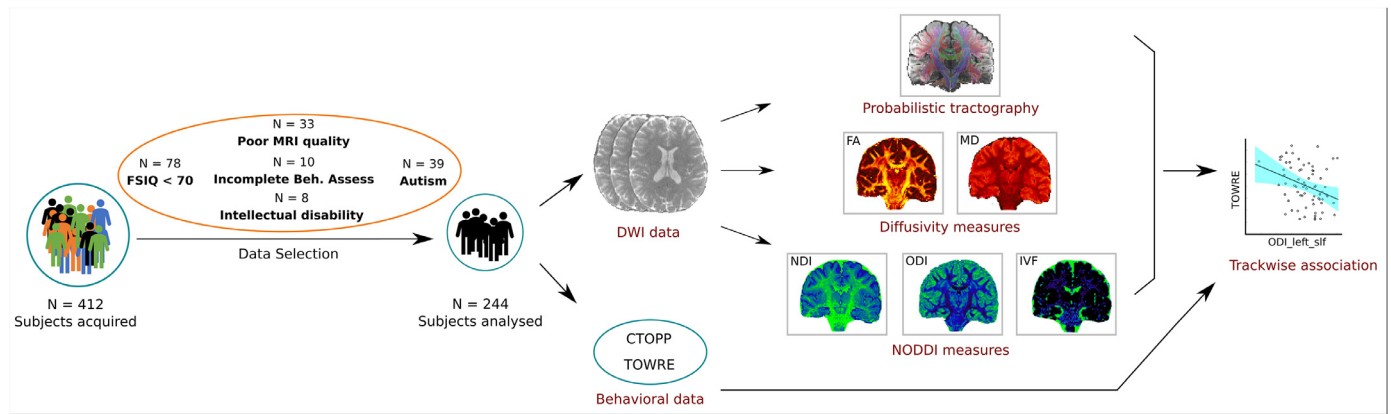 N = 33
Poor MRI quality
N = 78
FSIQ < 70
N = 10
Incomplete Beh. Assess
N = 39
Autism
N = 8
Intellectual disability
Data Selection
N = 412
Subjects acquired
N = 244
Subjects analysed
DWI data
CTOPP
TOWRE
Behavioral data
Probabilistic tractography
FA
MD
Diffusivity measures
NDI
ODI
IVF
NODDI measures
TOWRE
ODI_left_slf
Trackwise association